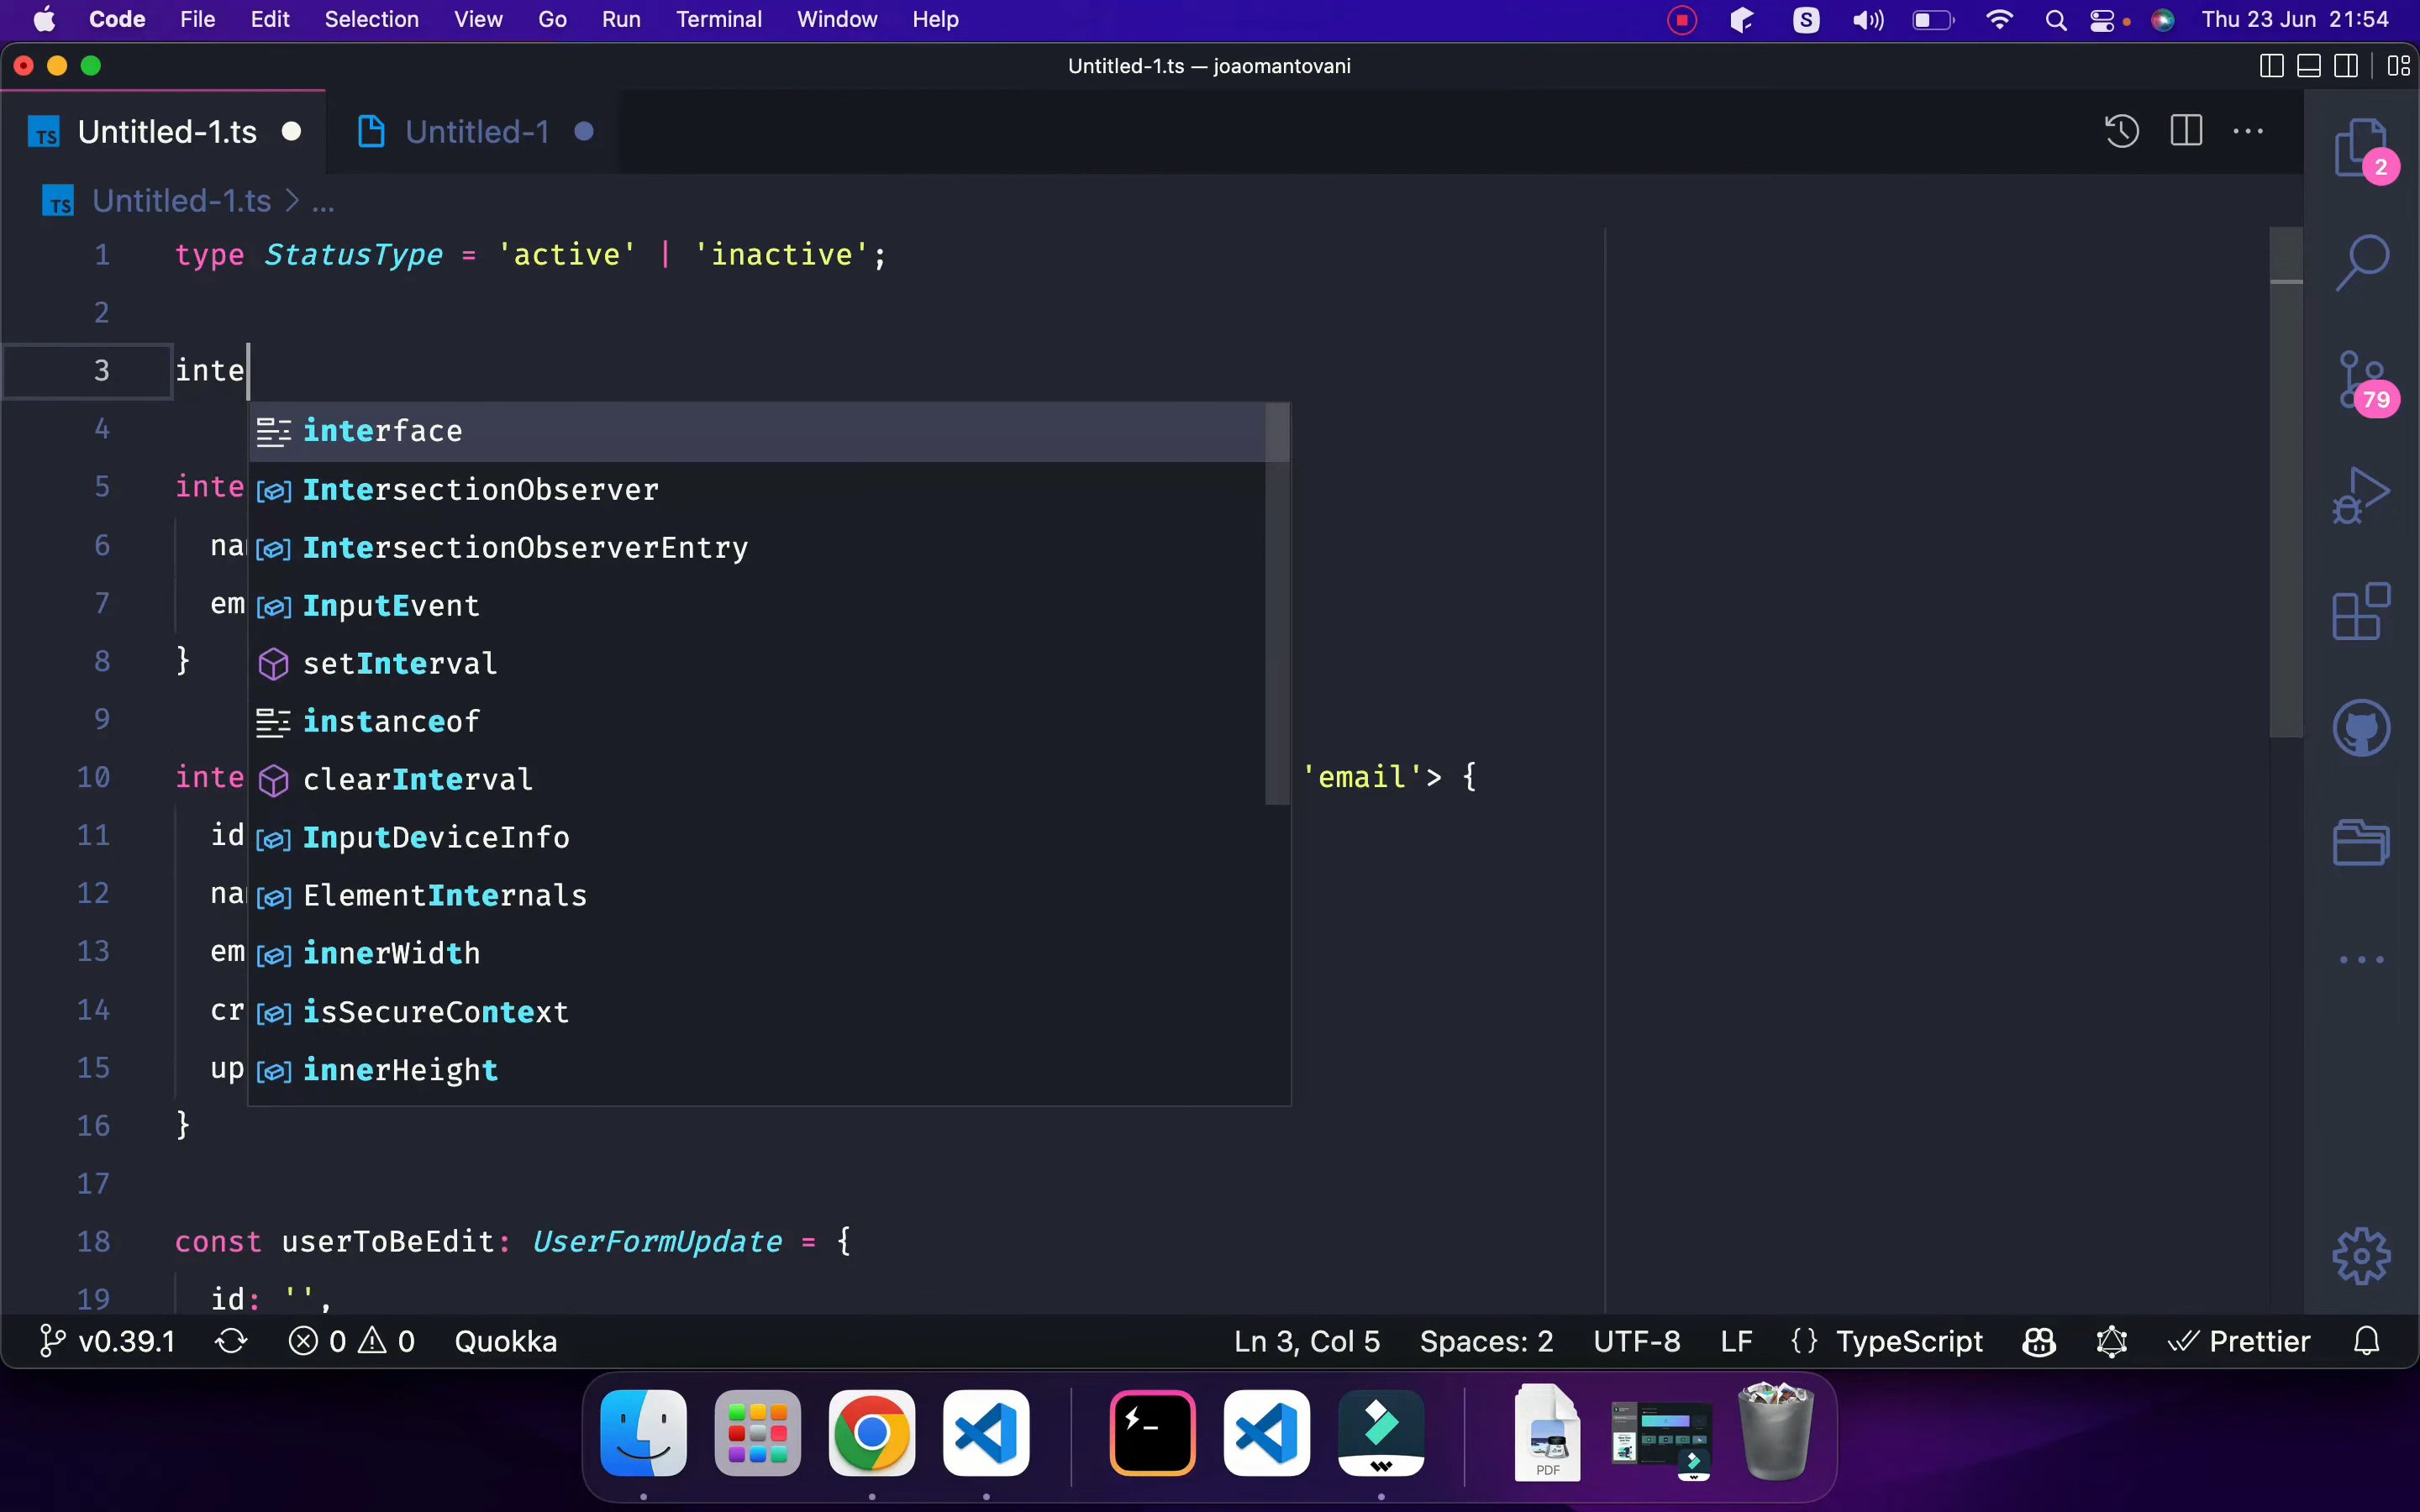 Code File Edit Selection View Go Run Terminal Window Help S Thu 23 Jun 21:54
Untitled-1.ts — joaomantovani
TS Untitled-1.ts Untitled-1
TS Untitled-1.ts > ...
2
79
1 type StatusType = 'active' | 'inactive';
2
3 inte
4 interface
5 inte IntersectionObserver
IntersectionObserverEntry
6 na
InputEvent
7 em
setInterval
8 }
instanceof
9
clearInterval
10 inte 'email'> {
InputDeviceInfo
11 id
ElementInternals
12 na
innerWidth
13 em
isSecureContext
14 cr
innerHeight
15 up
16 }
17
18 const userToBeEdit: UserFormUpdate = {
19 id: '',
v0.39.1 0 0 Quokka Ln 3, Col 5 Spaces: 2 UTF-8 LF {} TypeScript Prettier
PDF